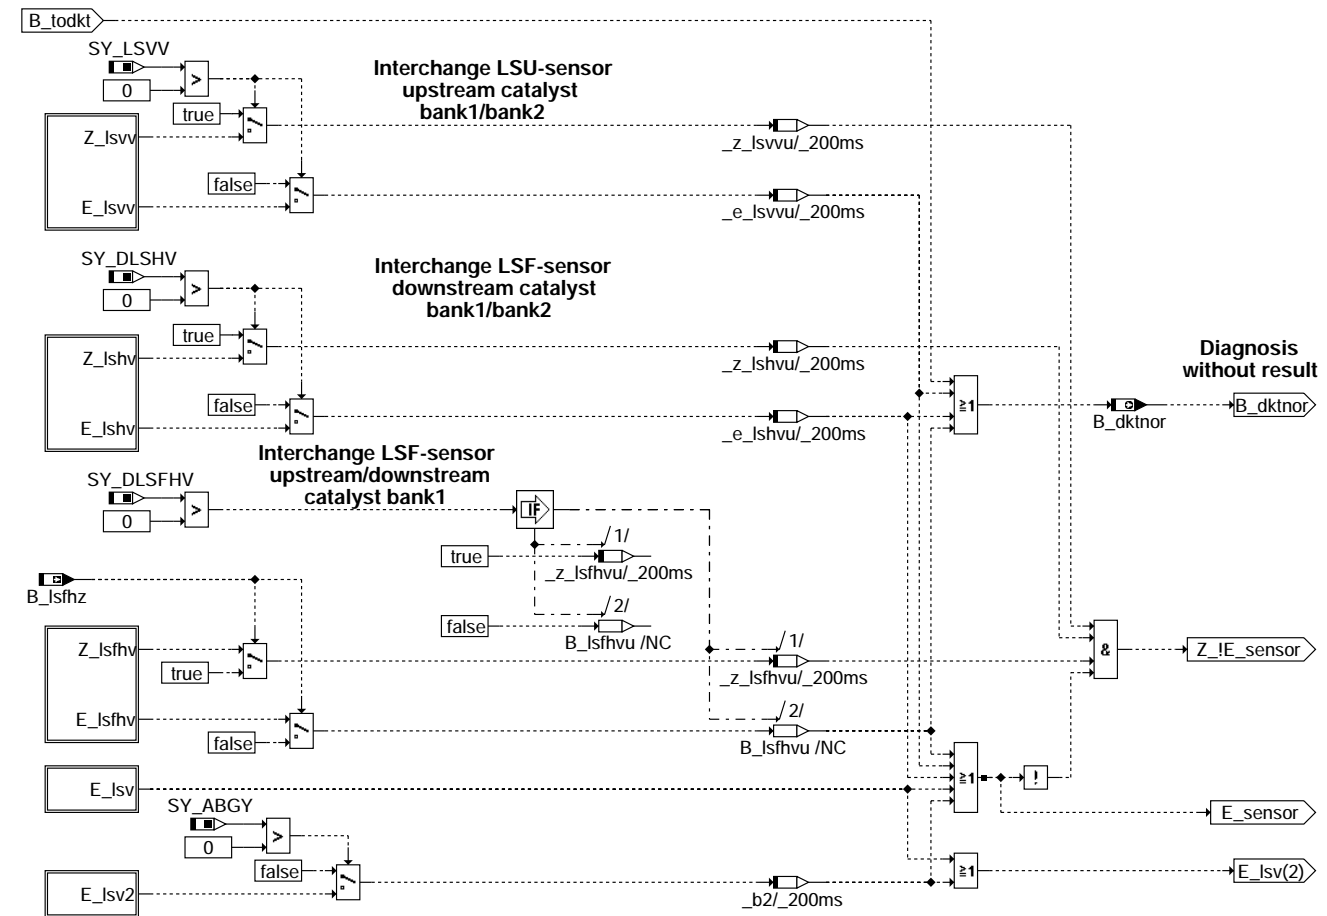 B_todkt
SY_LSVV
>
0
Interchange LSU-sensor
upstream catalyst
bank1/bank2
true
Z_lsvv
_z_lsvvu/_200ms
false
E_lsvv
_e_lsvvu/_200ms
SY_DLSHV
>
0
Interchange LSF-sensor
downstream catalyst
bank1/bank2
true
Z_lshv
_z_lshvu/_200ms
Diagnosis
without result
false
E_lshv
_e_lshvu/_200ms
≥1
B_dktnor
B_dktnor
Interchange LSF-sensor
upstream/downstream
catalyst bank1
SY_DLSFHV
>
0
IF
/1/
true
_z_lsfhvu/_200ms
B_lsfhz
/2/
false
B_lsfhvu /NC
Z_lsfhv
true
/1/
_z_lsfhvu/_200ms
&
Z_!E_sensor
E_lsfhv
false
/2/
B_lsfhvu /NC
E_lsv
≥1
!
SY_ABGY
>
0
E_sensor
false
E_lsv2
_b2/_200ms
≥1
E_lsv(2)